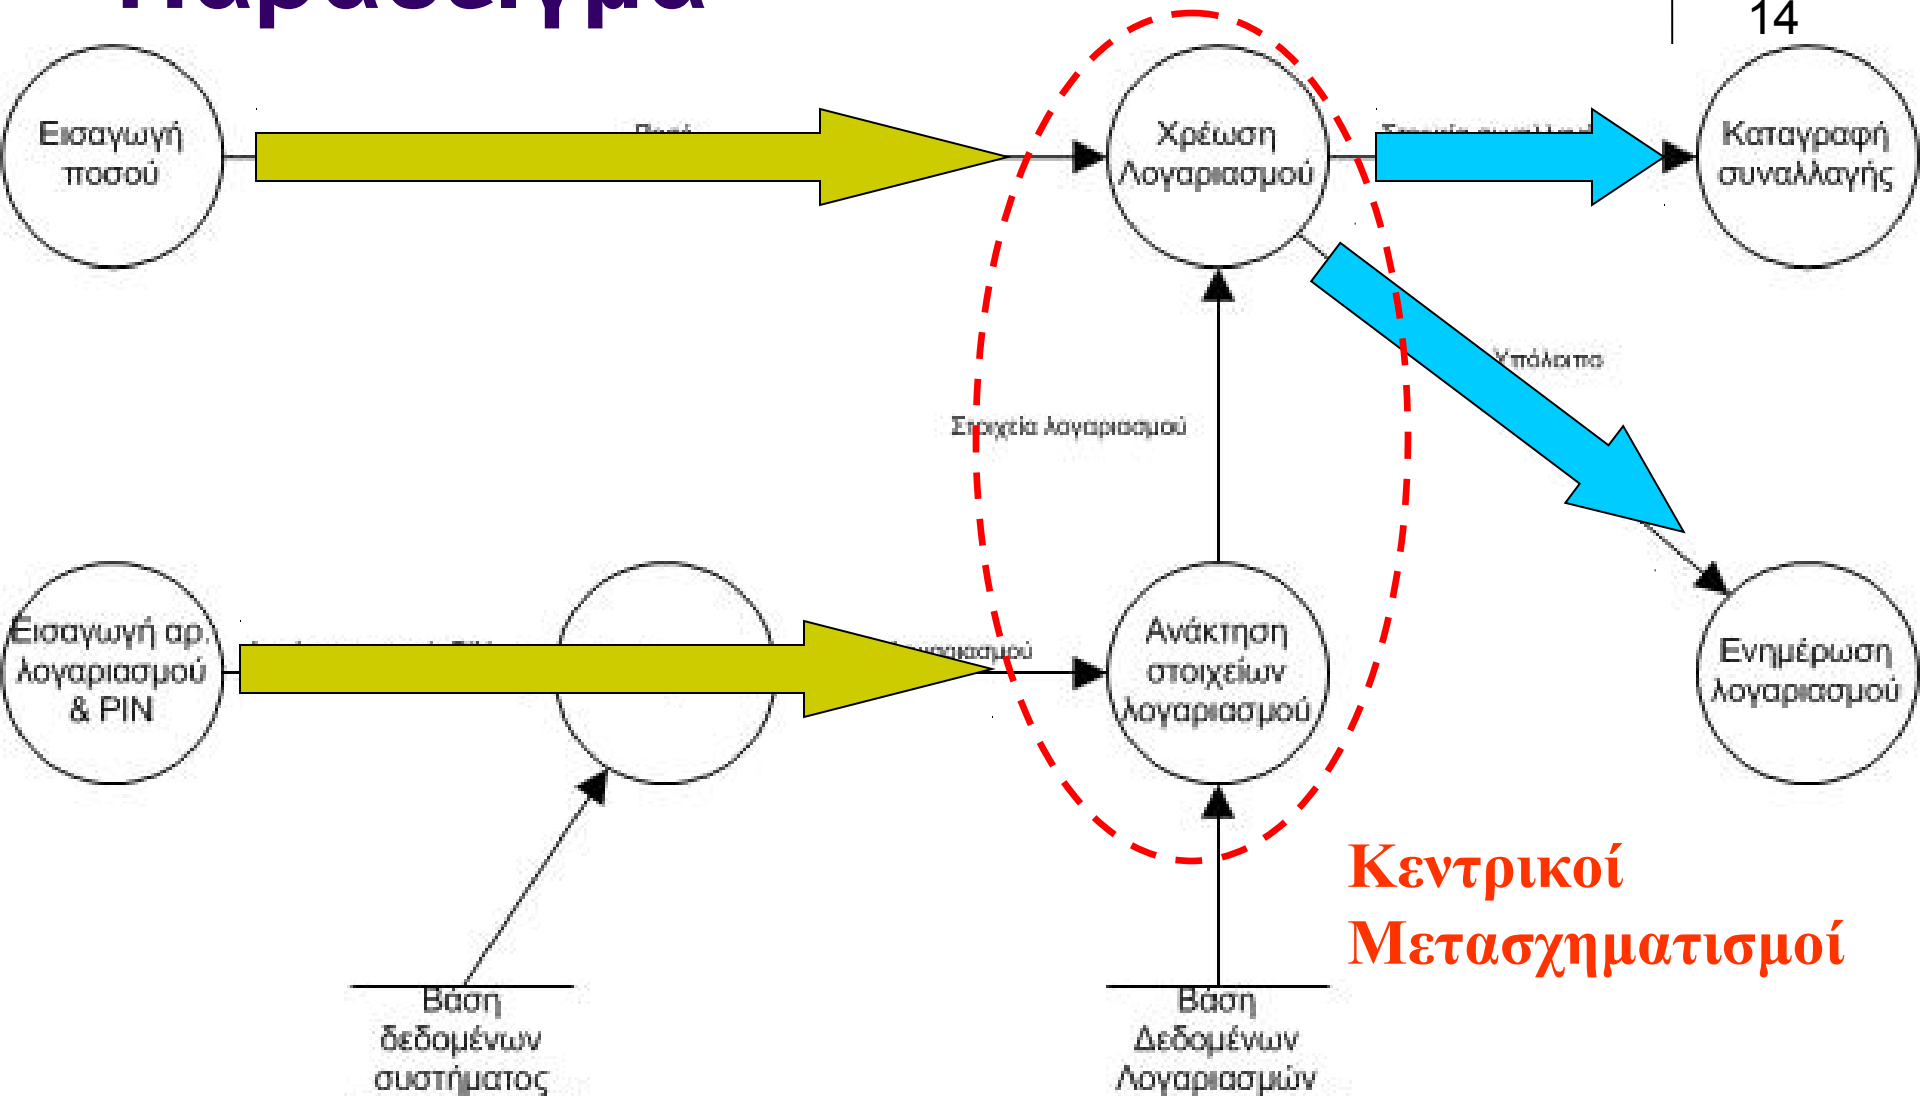 Παράδειγμα
14
Εισαγωγή
ποσού
Χρέωση
Λογαριασμού
Καταγραφή
συναλλαγής
Υπόλοιπο
Στοιχεία λογαριασμού
Εισαγωγή αρ.
λογαριασμού
& PIN
Ανάκτηση
στοιχείων
λογαριασμού
Ενημέρωση
λογαριασμού
Κεντρικοί
Μετασχηματισμοί
Βάση
δεδομένων
συστήματος
Βάση
Δεδομένων
Λογαριασμών